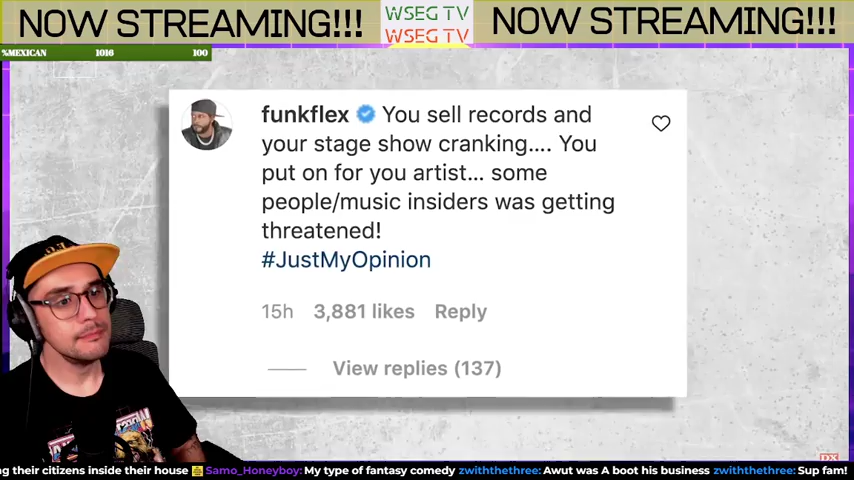 NOW STREAMING!!!
WSEG TV
WSEG TV
NOW STREAMING!!!
%MEXICAN 1016 100
funkflex You sell records and
your stage show cranking.... You
put on for you artist... some
people/music insiders was getting
threatened!
#JustMyOpinion
15h 3,881 likes Reply
View replies (137)
ng their citizens inside their house Samo_Honeyboy: My type of fantasy comedy zwiththethree: Awut was A boot his business zwiththethree: Sup fam!